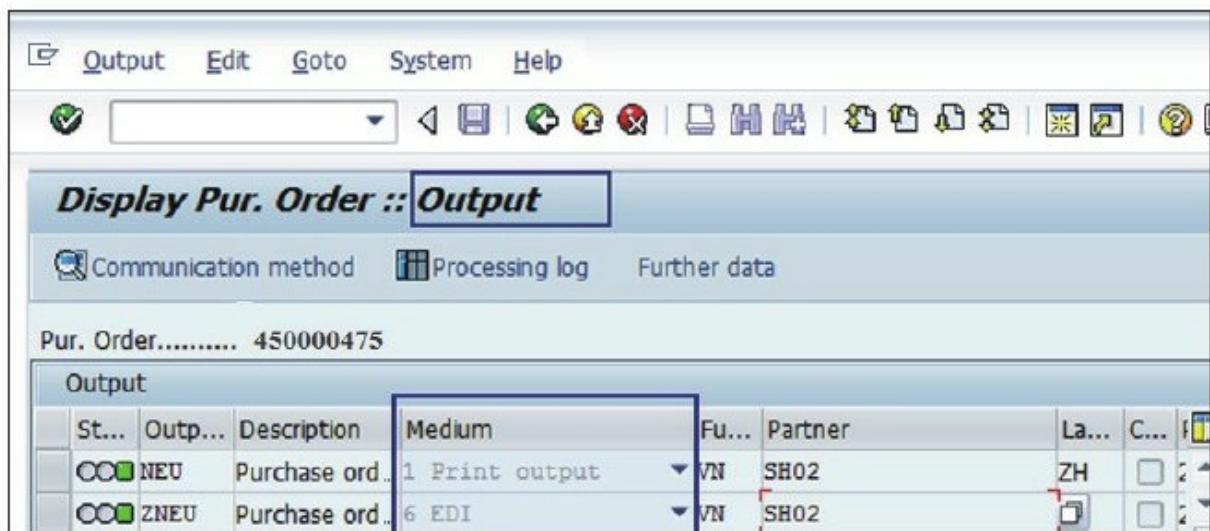 Output Edit Goto System Help
Display Pur. Order :: Output
Communication method Processing log Further data
Pur. Order.......... 450000475
Output
St... Outp... Description Medium Fu... Partner La... C...
NEU Purchase ord.. 1 Print output VN SH02 ZH
ZNEU Purchase ord.. 6 EDI VN SH02